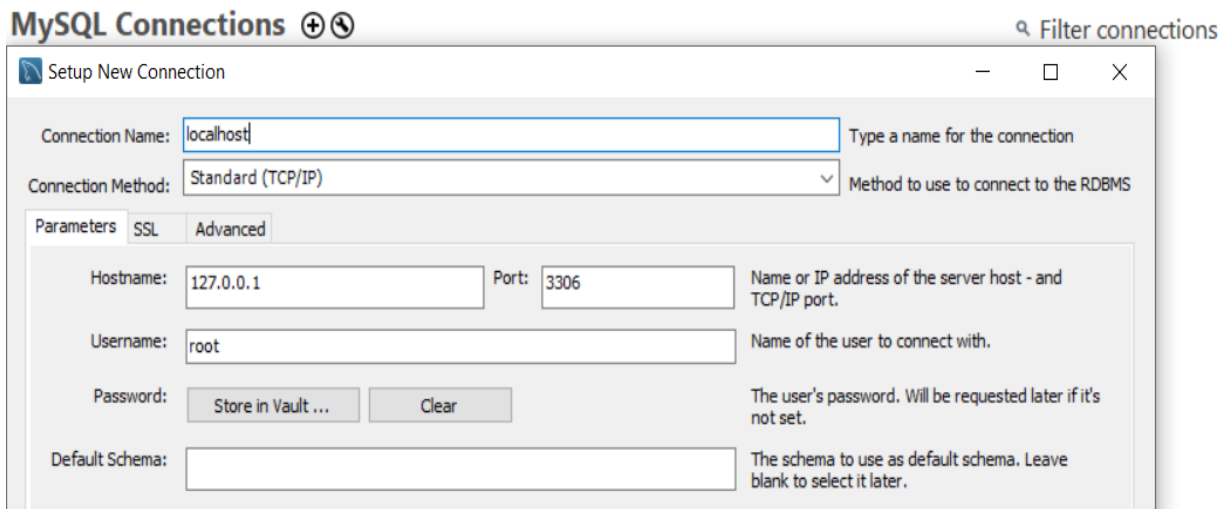 MySQL Connections
Filter connections
Setup New Connection
Connection Name: localhost Type a name for the connection
Connection Method: Standard (TCP/IP) Method to use to connect to the RDBMS
Parameters SSL Advanced
Hostname: 127.0.0.1 Port: 3306 Name or IP address of the server host - and
TCP/IP port.
Username: root Name of the user to connect with.
Password: Store in Vault ... Clear The user's password. Will be requested later if it's
not set.
Default Schema: The schema to use as default schema. Leave
blank to select it later.